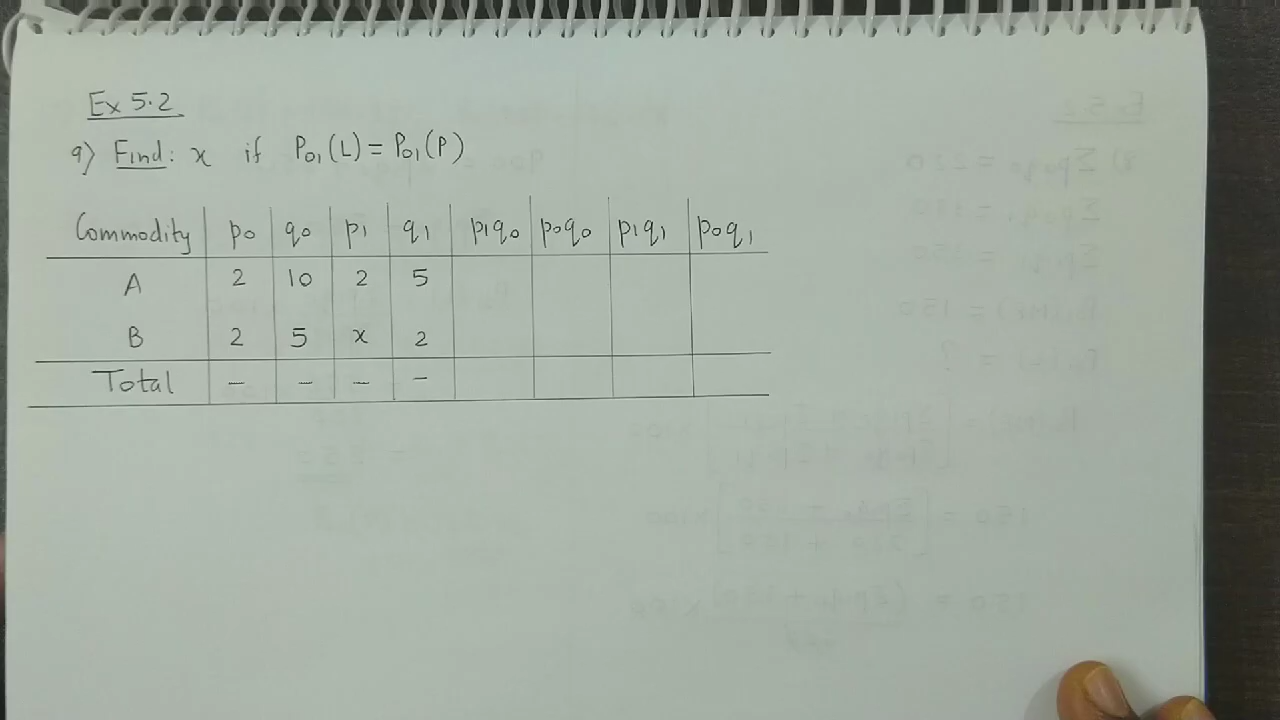 Ex 5.2
9) Find: x if P01(L) = P01(P)
Commodity p0 q0 p1 q1 p1q0 p0q0 p1q1 p0q1
A 2 10 2 5
B 2 5 x 2
Total – – – –